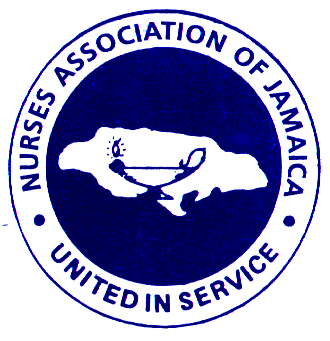 NURSES ASSOCIATION OF JAMAICA
UNITED IN SERVICE